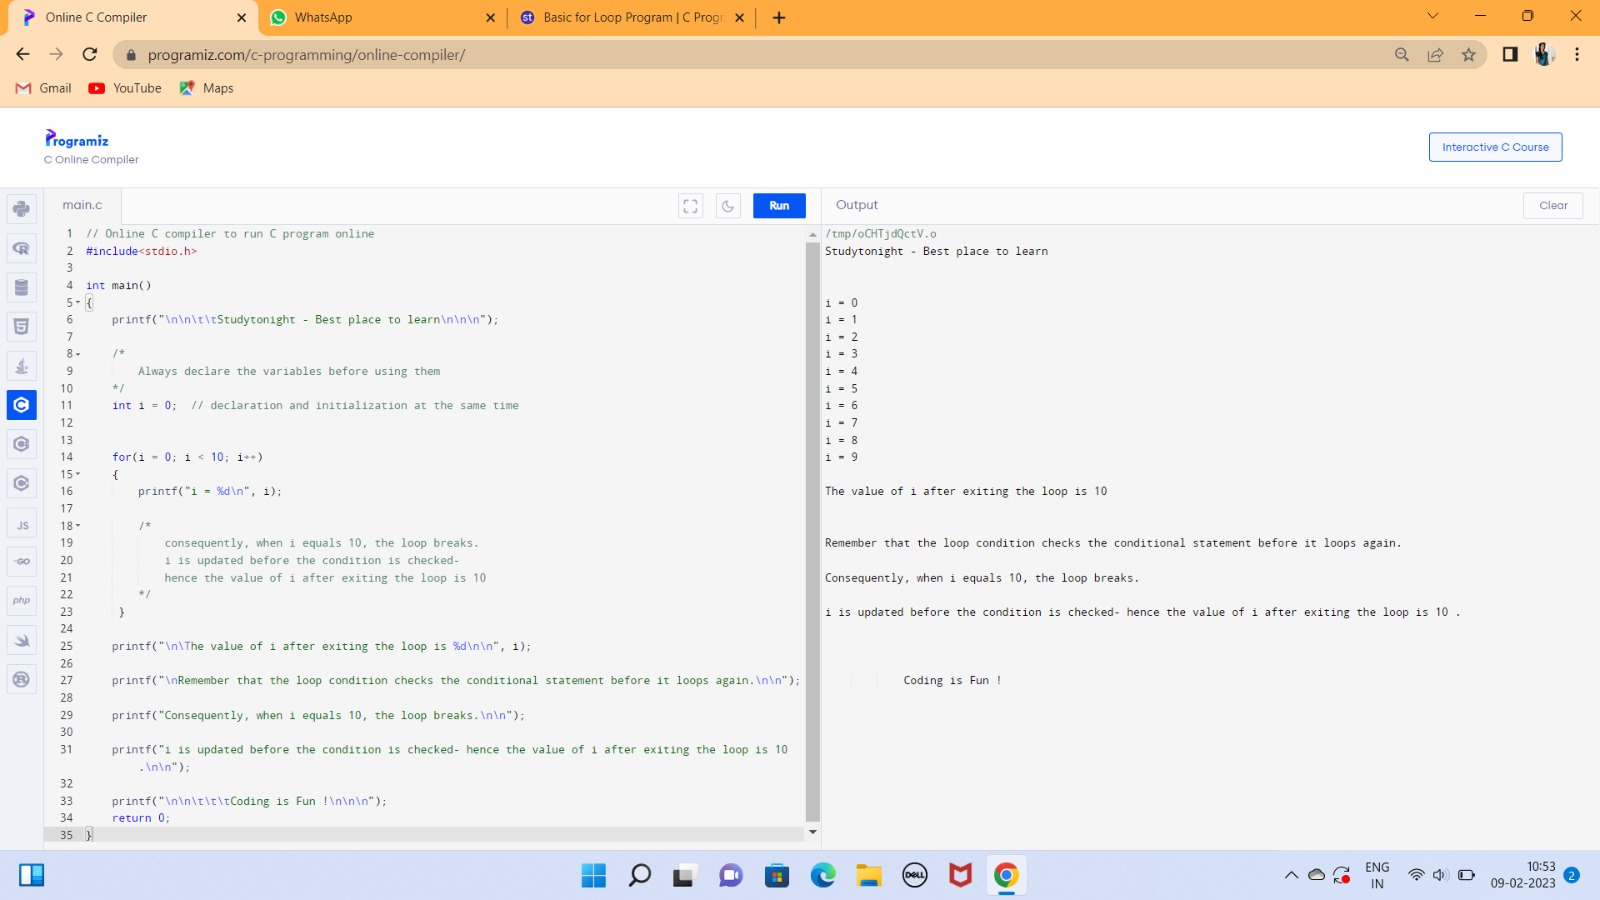 Online C Compiler
WhatsApp
Basic for Loop Program | C Progr
programiz.com/c-programming/online-compiler/
Gmail
YouTube
Maps
Programiz
C Online Compiler
Interactive C Course
main.c
Run
Output
Clear
1 // Online C compiler to run C program online
2 #include<stdio.h>
3
4 int main()
5 {
6 printf("\n\n\t\tStudytonight - Best place to learn\n\n\n");
7
8 /*
9 Always declare the variables before using them
10 */
11 int i = 0;  // declaration and initialization at the same time
12
13
14 for(i = 0; i < 10; i++)
15 {
16 printf("i = %d\n", i);
17
18 /*
19 consequently, when i equals 10, the loop breaks.
20 i is updated before the condition is checked-
21 hence the value of i after exiting the loop is 10
22 */
23 }
24
25 printf("\n\The value of i after exiting the loop is %d\n\n", i);
26
27 printf("\nRemember that the loop condition checks the conditional statement before it loops again.\n\n");
28
29 printf("Consequently, when i equals 10, the loop breaks.\n\n");
30
31 printf("i is updated before the condition is checked- hence the value of i after exiting the loop is 10
.\n\n");
32
33 printf("\n\n\t\t\tCoding is Fun !\n\n\n");
34 return 0;
35 }
/tmp/oCHTjdQctV.o
Studytonight - Best place to learn
i = 0
i = 1
i = 2
i = 3
i = 4
i = 5
i = 6
i = 7
i = 8
i = 9
The value of i after exiting the loop is 10
Remember that the loop condition checks the conditional statement before it loops again.
Consequently, when i equals 10, the loop breaks.
i is updated before the condition is checked- hence the value of i after exiting the loop is 10 .
Coding is Fun !
JS
GO
php
DELL
ENG
IN
10:53
09-02-2023
2